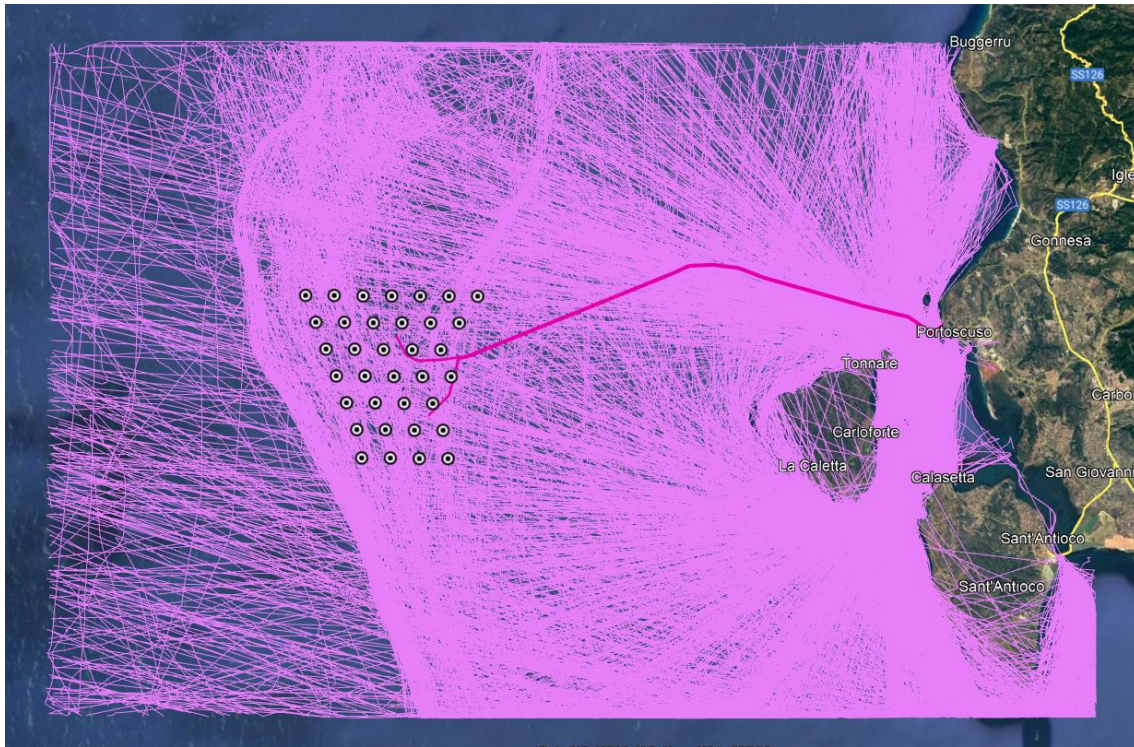 Buggerru
SS126
Igle
SS126
Gonnesa
Portoscuso
Tonnare
Carbo
Carloforte
La Caletta
San Giovanni
Calasetta
Sant'Antioco
Sant'Antioco